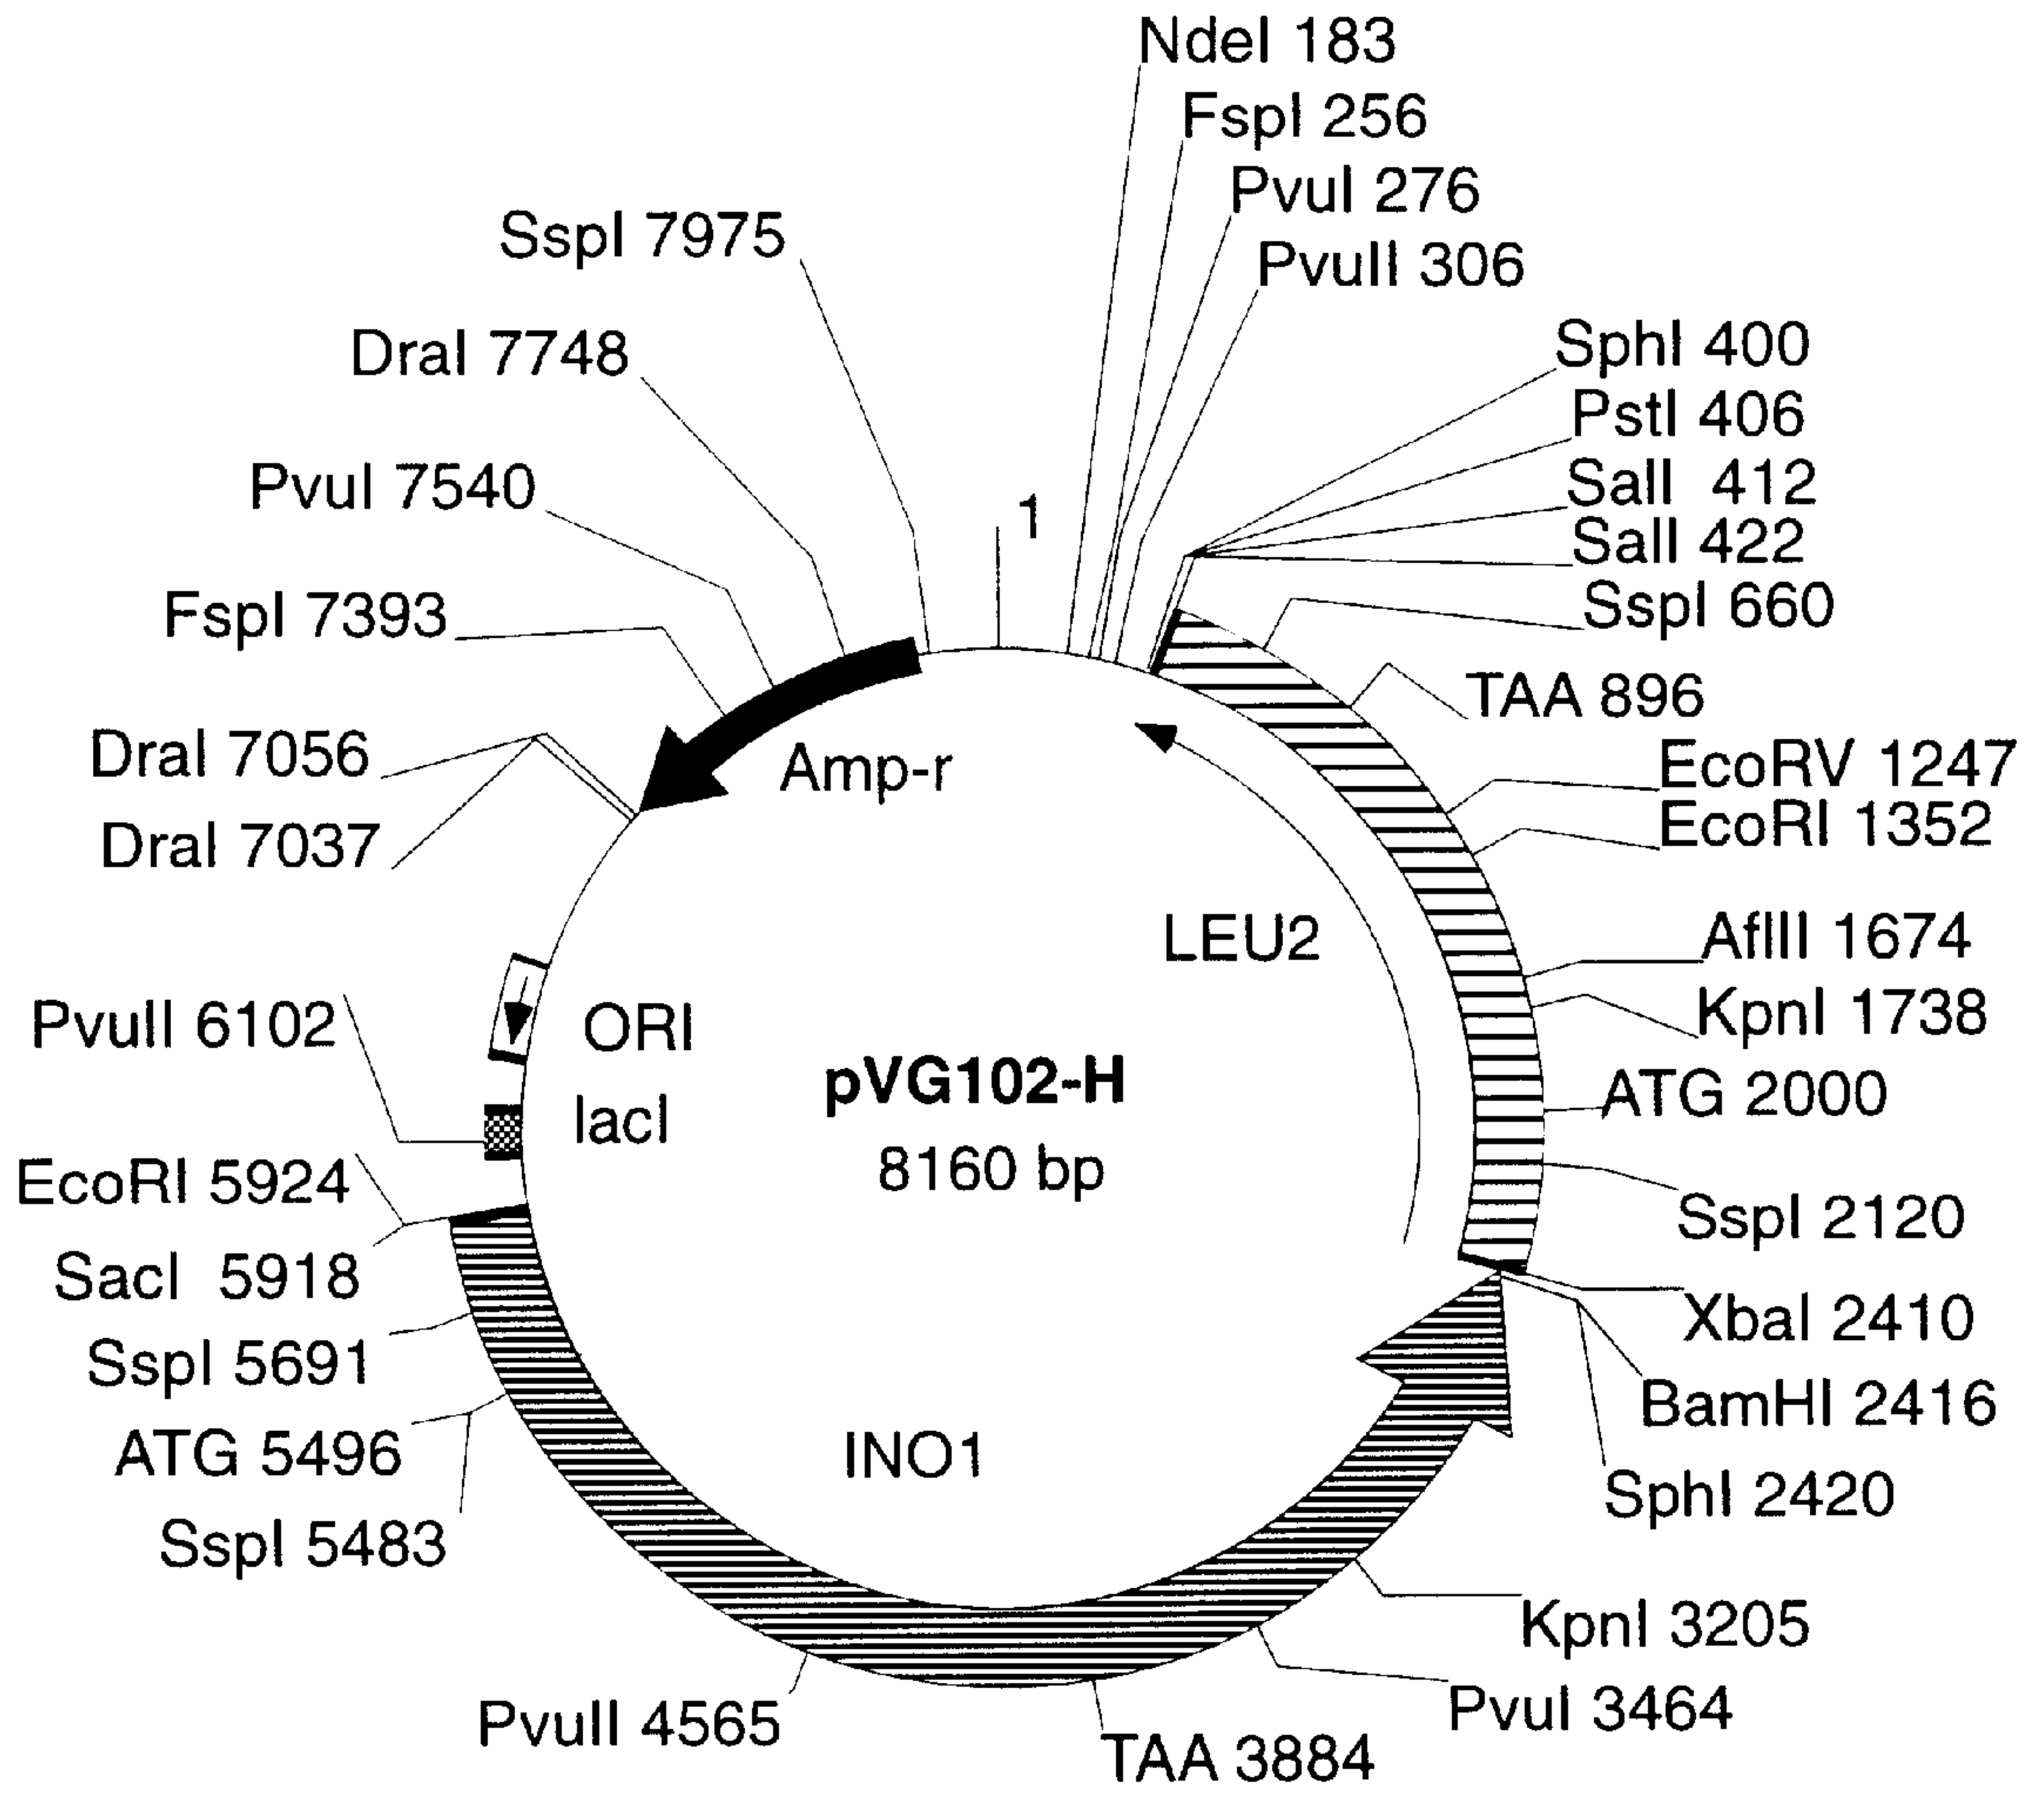 NdeI 183
FspI 256
PvuI 276
PvuII 306
SspI 7975
DraI 7748
PvuI 7540
FspI 7393
DraI 7056
DraI 7037
1
SphI 400
PstI 406
SalI 412
SalI 422
SspI 660
TAA 896
EcoRV 1247
EcoRI 1352
AflII 1674
KpnI 1738
ATG 2000
SspI 2120
XbaI 2410
BamHI 2416
SphI 2420
KpnI 3205
PvuI 3464
TAA 3884
PvuII 4565
SspI 5483
ATG 5496
SspI 5691
SacI 5918
EcoRI 5924
PvuII 6102
Amp-r
LEU2
ORI
lacI
pVG102-H
8160 bp
INO1